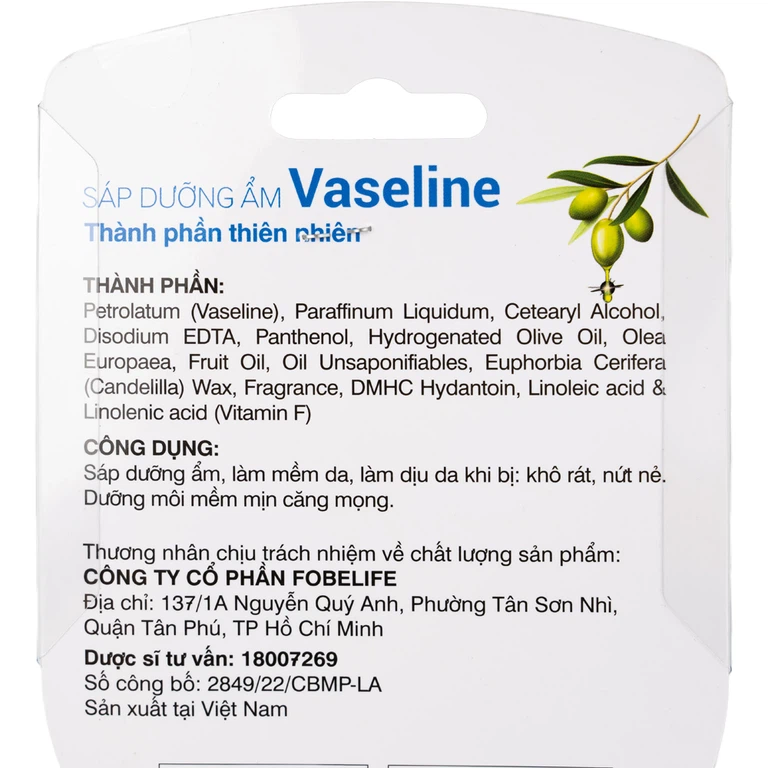 SÁP DƯỠNG ẨM Vaseline
Thành phần thiên nhiên
THÀNH PHẦN:
Petrolatum (Vaseline), Paraffinum Liquidum, Cetearyl Alcohol,
Disodium EDTA, Panthenol, Hydrogenated Olive Oil, Olea
Europaea, Fruit Oil, Oil Unsaponifiables, Euphorbia Cerifera
(Candelilla) Wax, Fragrance, DMHC Hydantoin, Linoleic acid &
Linolenic acid (Vitamin F)
CÔNG DỤNG:
Sáp dưỡng ẩm, làm mềm da, làm dịu da khi bị: khô rát, nứt nẻ.
Dưỡng môi mềm mịn căng mọng.
Thương nhân chịu trách nhiệm về chất lượng sản phẩm:
CÔNG TY CỔ PHẦN FOBELIFE
Địa chỉ: 137/1A Nguyễn Quý Anh, Phường Tân Sơn Nhì,
Quận Tân Phú, TP Hồ Chí Minh
Dược sĩ tư vấn: 18007269
Số công bố: 2849/22/CBMP-LA
Sản xuất tại Việt Nam